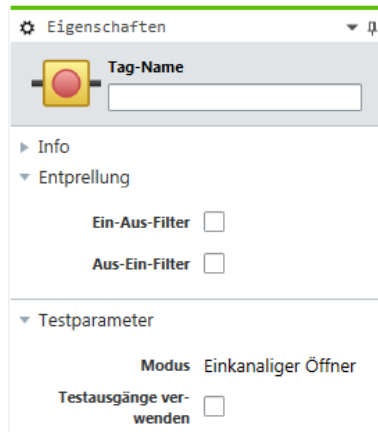 Eigenschaften
Tag-Name
Info
Entprellung
Ein-Aus-Filter
Aus-Ein-Filter
Testparameter
Modus Einkanaliger Öffner
Testausgänge ver-
wenden